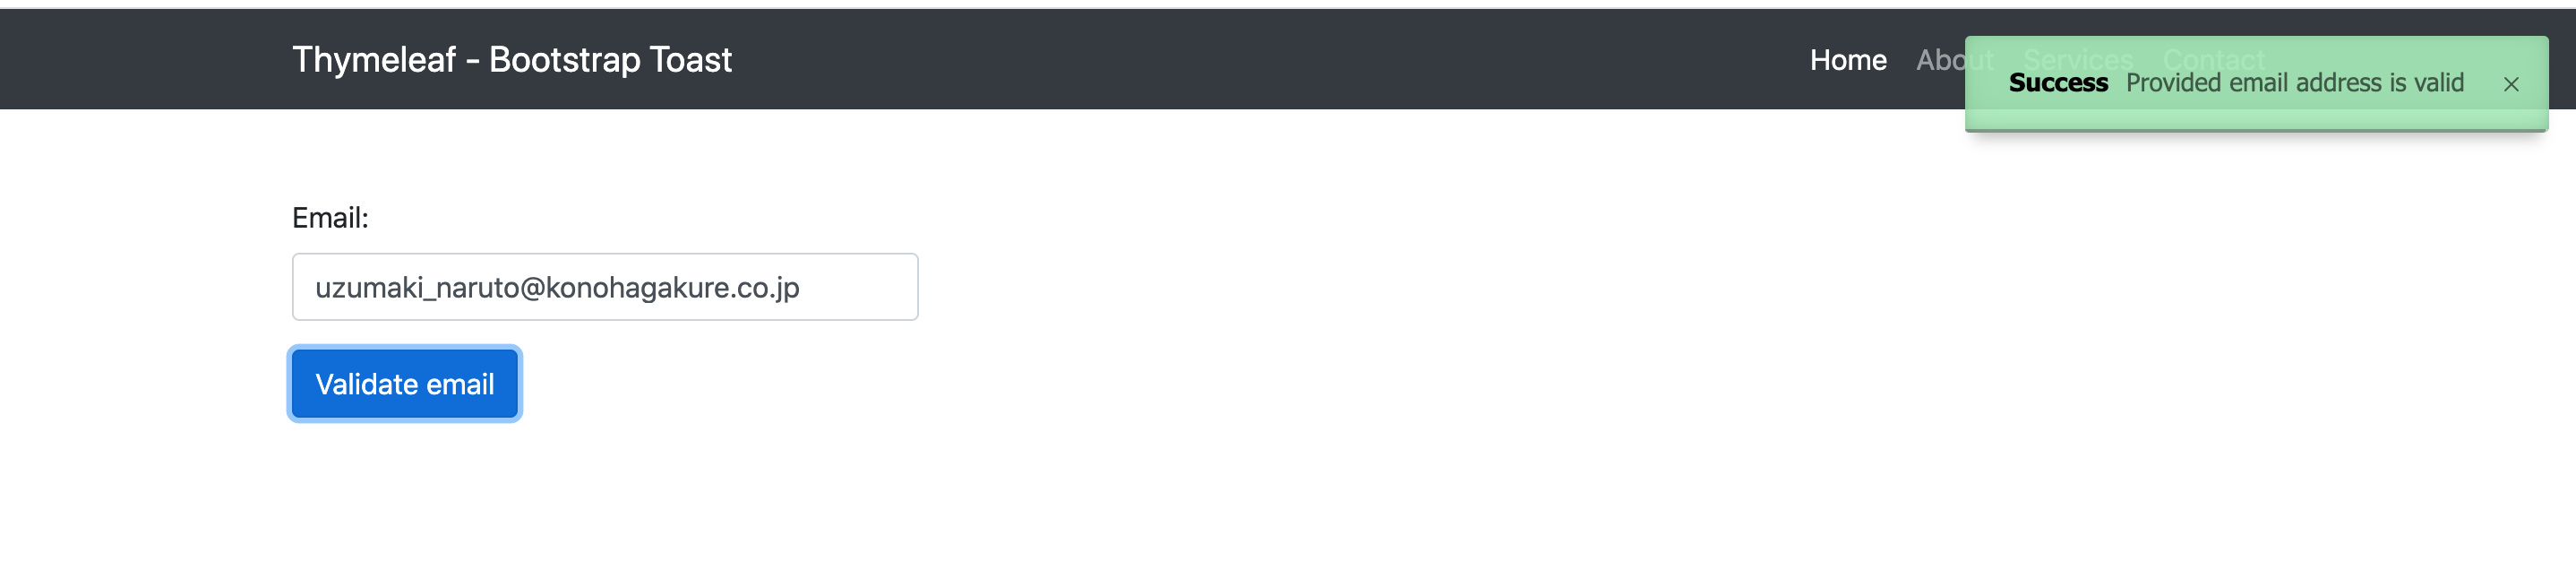 Thymeleaf - Bootstrap Toast
Home About Services Contact
Success Provided email address is valid ×
Email:
uzumaki_naruto@konohagakure.co.jp
Validate email